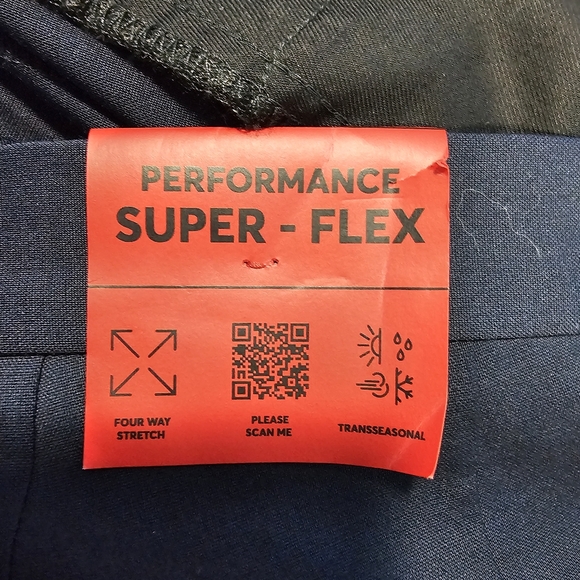 PERFORMANCE
SUPER - FLEX
FOUR WAY
STRETCH
PLEASE
SCAN ME
TRANSSEASONAL